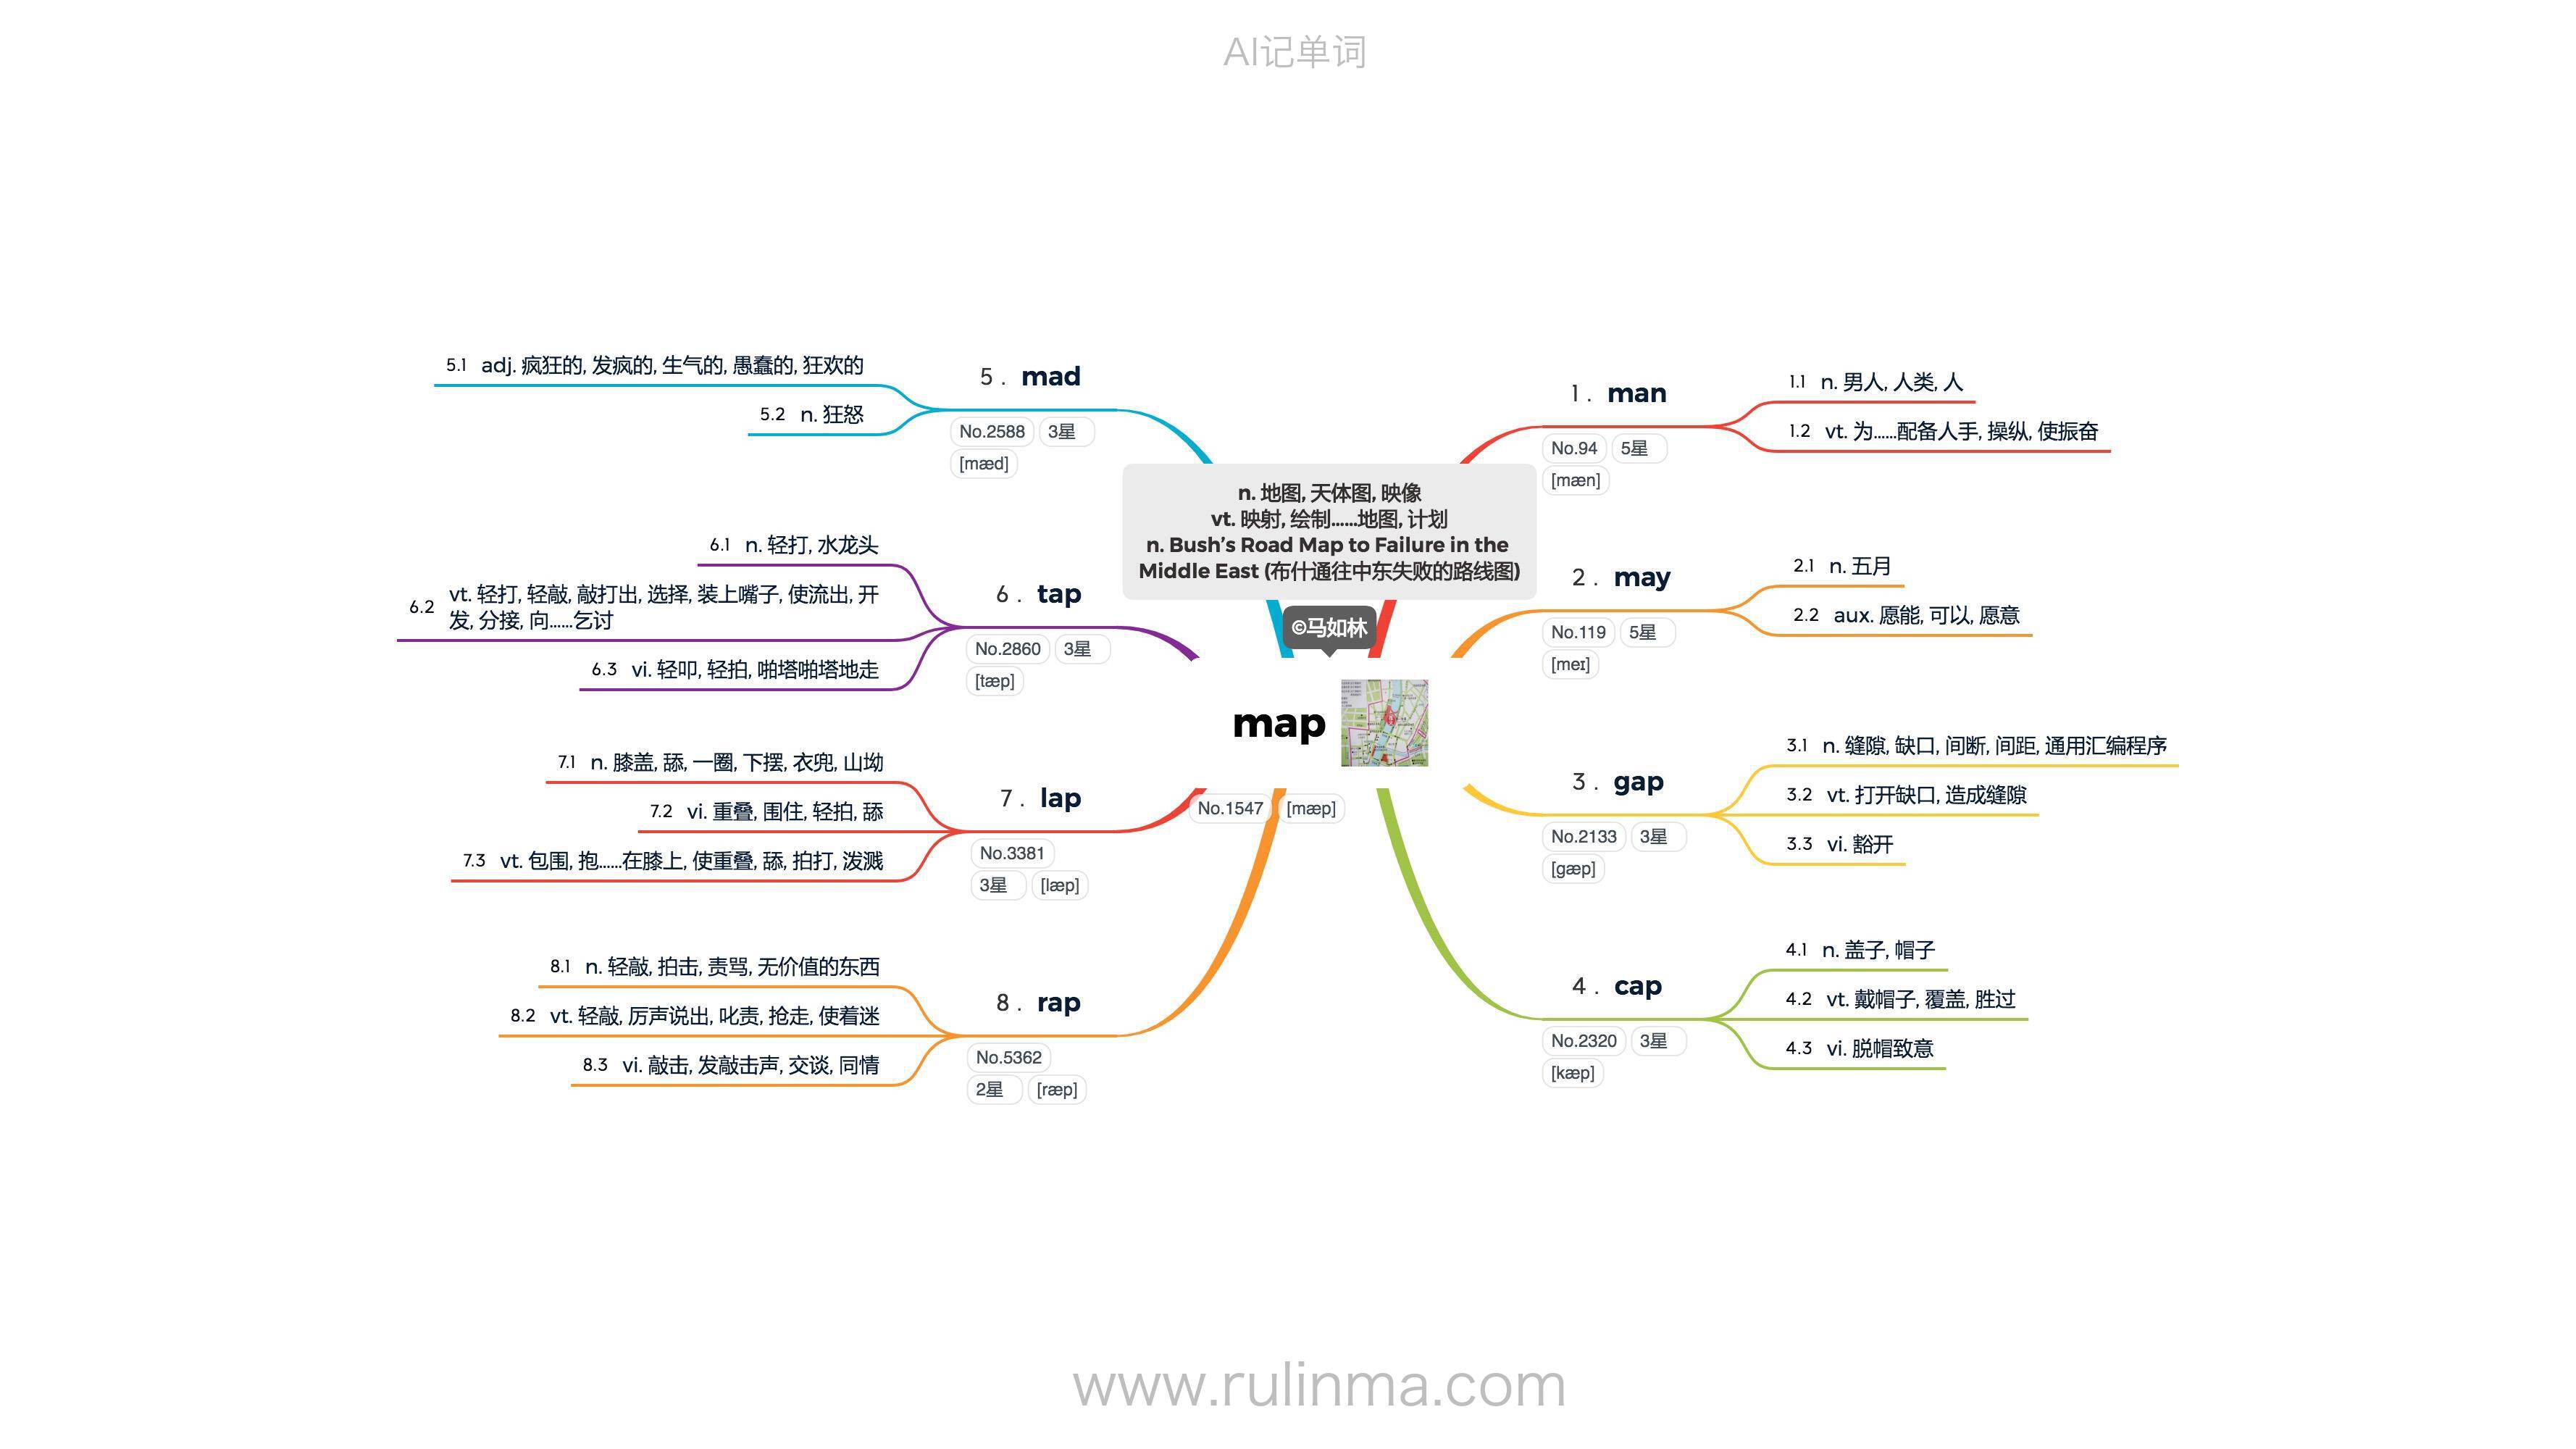 AI记单词
n. 地图, 天体图, 映像
vt. 映射, 绘制……地图, 计划
n. Bush’s Road Map to Failure in the
Middle East (布什通往中东失败的路线图)
©马如林
map
No.1547 [mæp]
1. man
No.94 5星
[mæn]
1.1 n. 男人, 人类, 人
1.2 vt. 为……配备人手, 操纵, 使振奋
2. may
No.119 5星
[meɪ]
2.1 n. 五月
2.2 aux. 愿能, 可以, 愿意
3. gap
No.2133 3星
[gæp]
3.1 n. 缝隙, 缺口, 间断, 间距, 通用汇编程序
3.2 vt. 打开缺口, 造成缝隙
3.3 vi. 豁开
4. cap
No.2320 3星
[kæp]
4.1 n. 盖子, 帽子
4.2 vt. 戴帽子, 覆盖, 胜过
4.3 vi. 脱帽致意
5. mad
No.2588 3星
[mæd]
5.1 adj. 疯狂的, 发疯的, 生气的, 愚蠢的, 狂欢的
5.2 n. 狂怒
6. tap
No.2860 3星
[tæp]
6.1 n. 轻打, 水龙头
6.2 vt. 轻打, 轻敲, 敲打出, 选择, 装上嘴子, 使流出, 开
发, 分接, 向……乞讨
6.3 vi. 轻叩, 轻拍, 啪塔啪塔地走
7. lap
No.3381
3星 [læp]
7.1 n. 膝盖, 舔, 一圈, 下摆, 衣兜, 山坳
7.2 vi. 重叠, 围住, 轻拍, 舔
7.3 vt. 包围, 抱……在膝上, 使重叠, 舔, 拍打, 泼溅
8. rap
No.5362
2星 [ræp]
8.1 n. 轻敲, 拍击, 责骂, 无价值的东西
8.2 vt. 轻敲, 厉声说出, 叱责, 抢走, 使着迷
8.3 vi. 敲击, 发敲击声, 交谈, 同情
www.rulinma.com